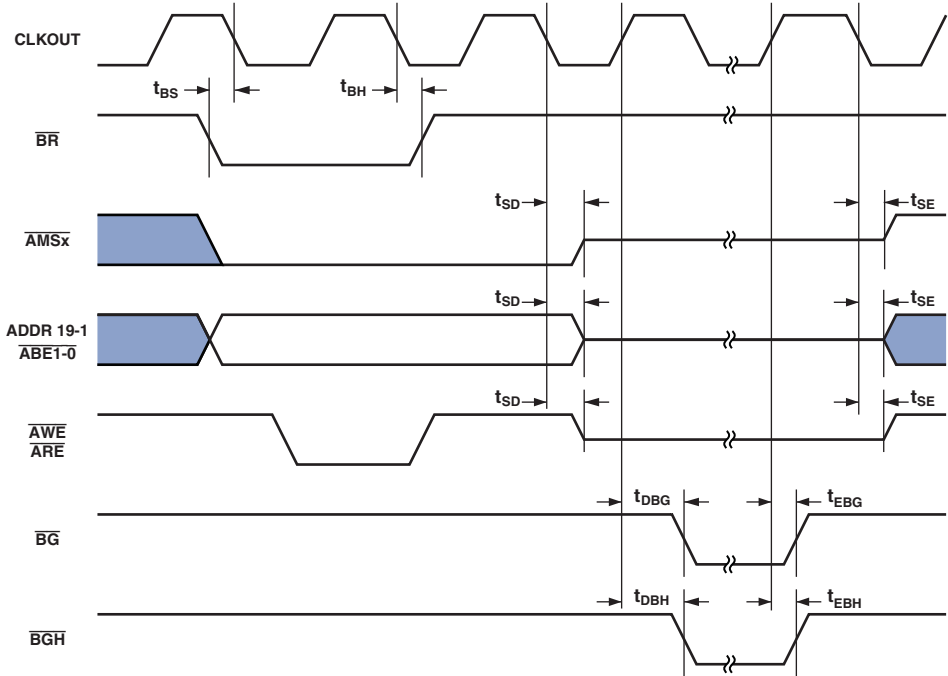 CLKOUT
tBS
tBH
BR
tSD
tSE
AMSx
tSD
tSE
ADDR 19-1
ABE1-0
tSD
tSE
AWE
ARE
tDBG
tEBG
BG
tDBH
tEBH
BGH